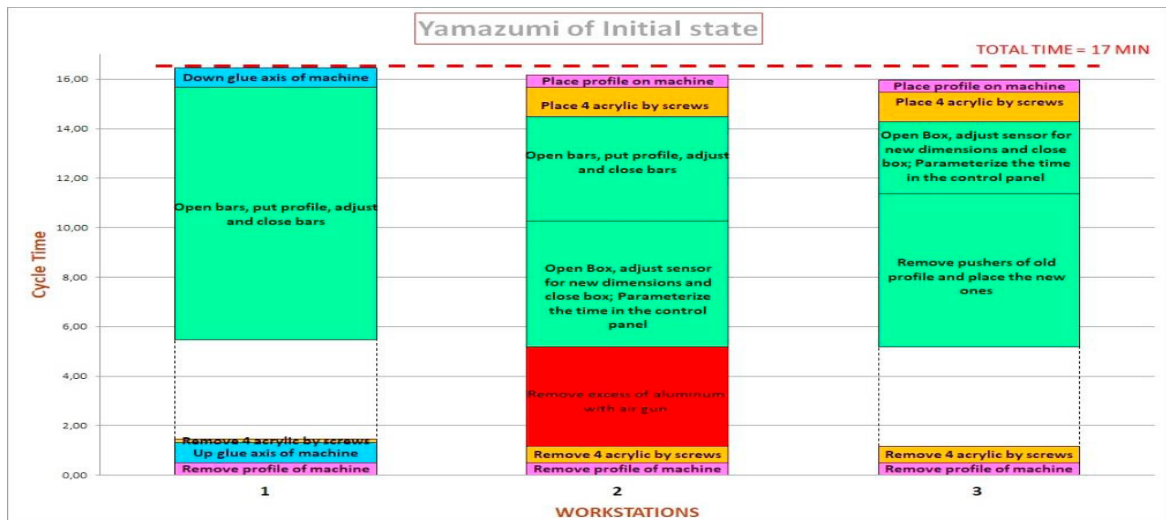 Yamazumi of Initial state
TOTAL TIME = 17 MIN
Cycle Time
16,00
14,00
12,00
10,00
8,00
6,00
4,00
2,00
0,00
Down glue axis of machine
Open bars, put profile, adjust
and close bars
Remove 4 acrylic by screws
Up glue axis of machine
Remove profile of machine
Place profile on machine
Place 4 acrylic by screws
Open bars, put profile, adjust
and close bars
Open Box, adjust sensor
for new dimensions and
close box; Parameterize
the time in the control
panel
Remove excess of aluminum
with air gun
Remove 4 acrylic by screws
Remove profile of machine
Place profile on machine
Place 4 acrylic by screws
Open Box, adjust sensor for
new dimensions and close
box; Parameterize the time
in the control panel
Remove pushers of old
profile and place the new
ones
Remove 4 acrylic by screws
Remove profile of machine
1
2
3
WORKSTATIONS